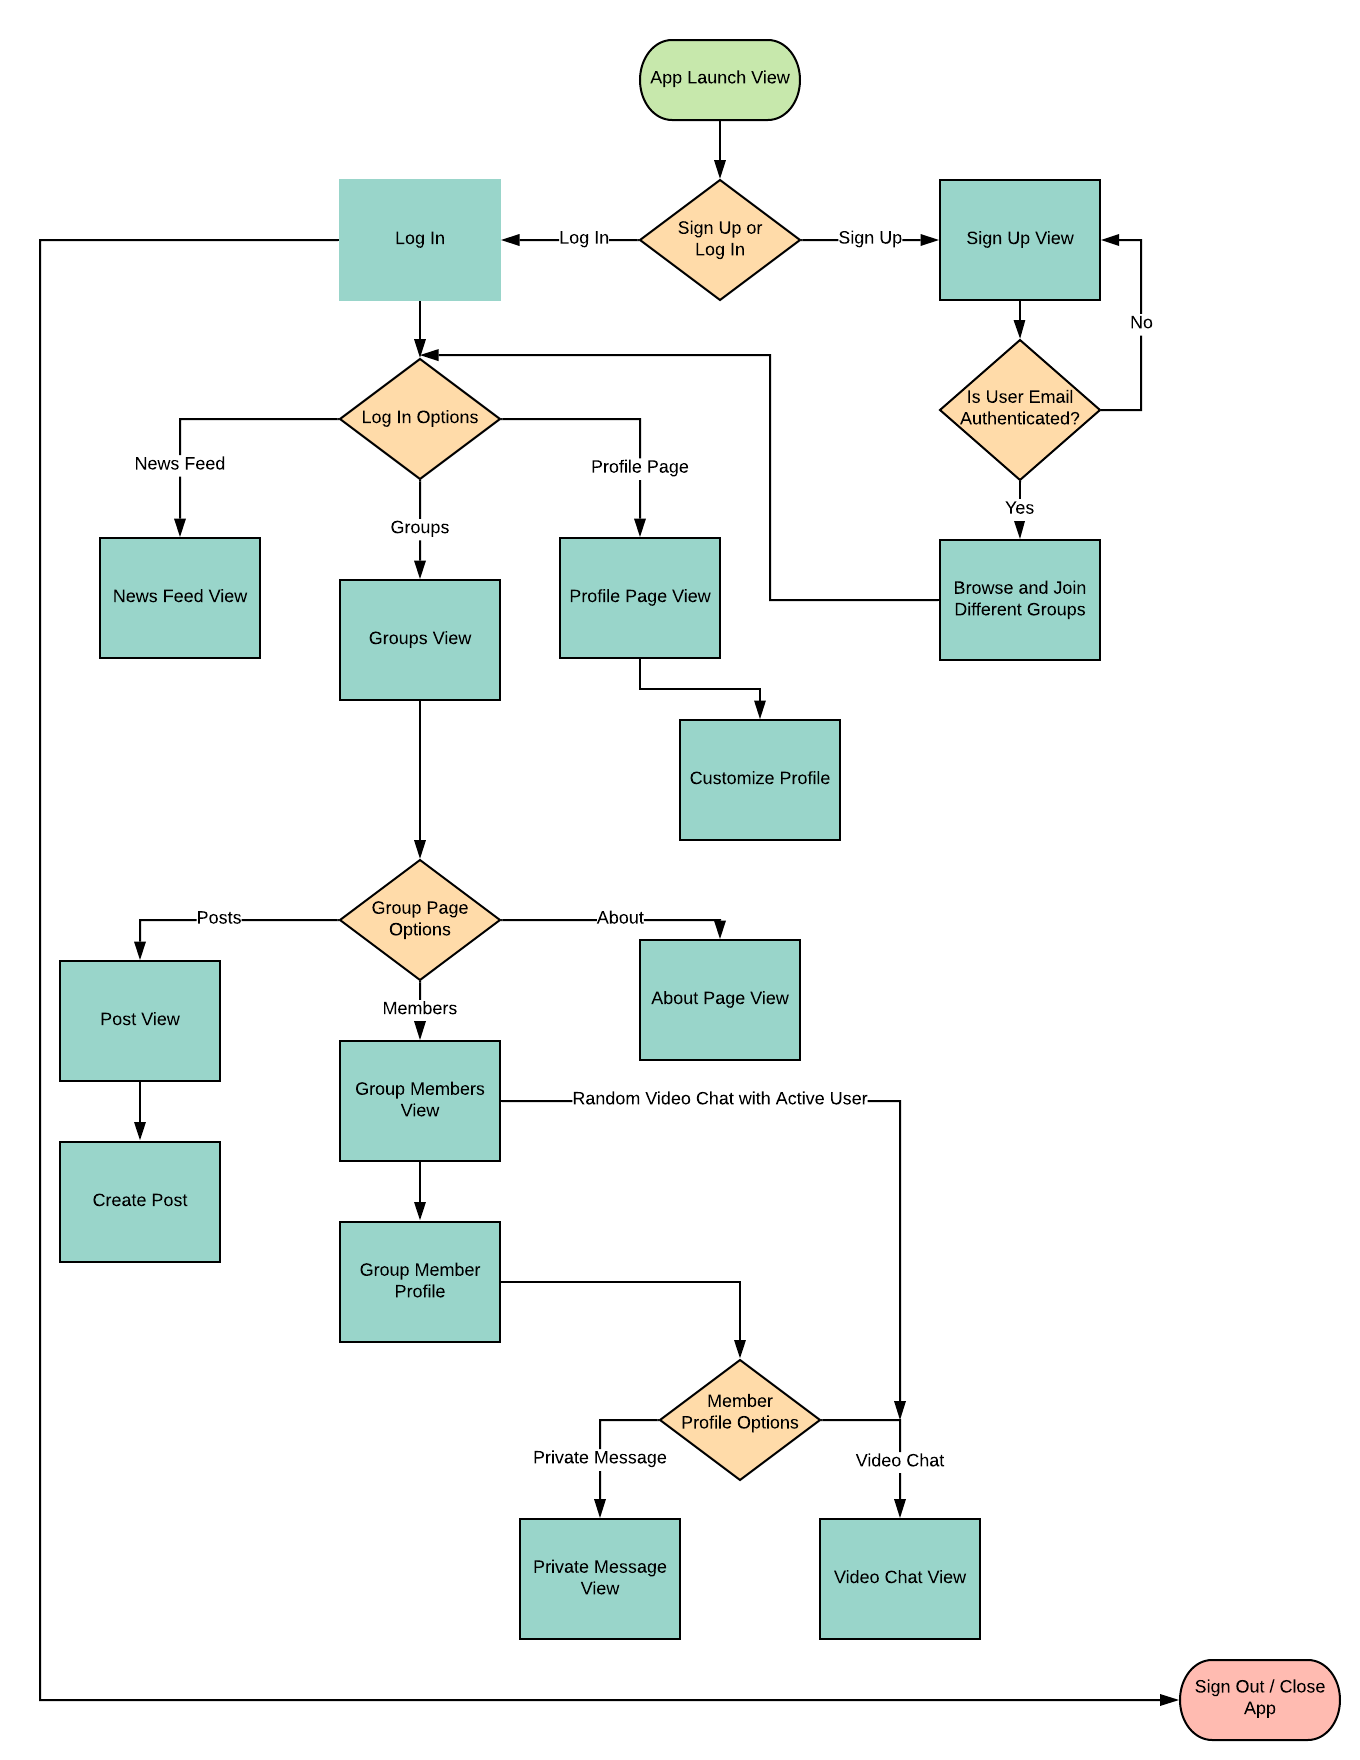 App Launch View
Sign Up or
Log In
Log In
Log In
Sign Up
Sign Up View
No
Is User Email
Authenticated?
Yes
Browse and Join
Different Groups
Log In Options
News Feed
Groups
Profile Page
News Feed View
Groups View
Profile Page View
Customize Profile
Group Page
Options
Posts
About
Members
Post View
About Page View
Group Members
View
Random Video Chat with Active User
Create Post
Group Member
Profile
Member
Profile Options
Private Message
Video Chat
Private Message
View
Video Chat View
Sign Out / Close
App